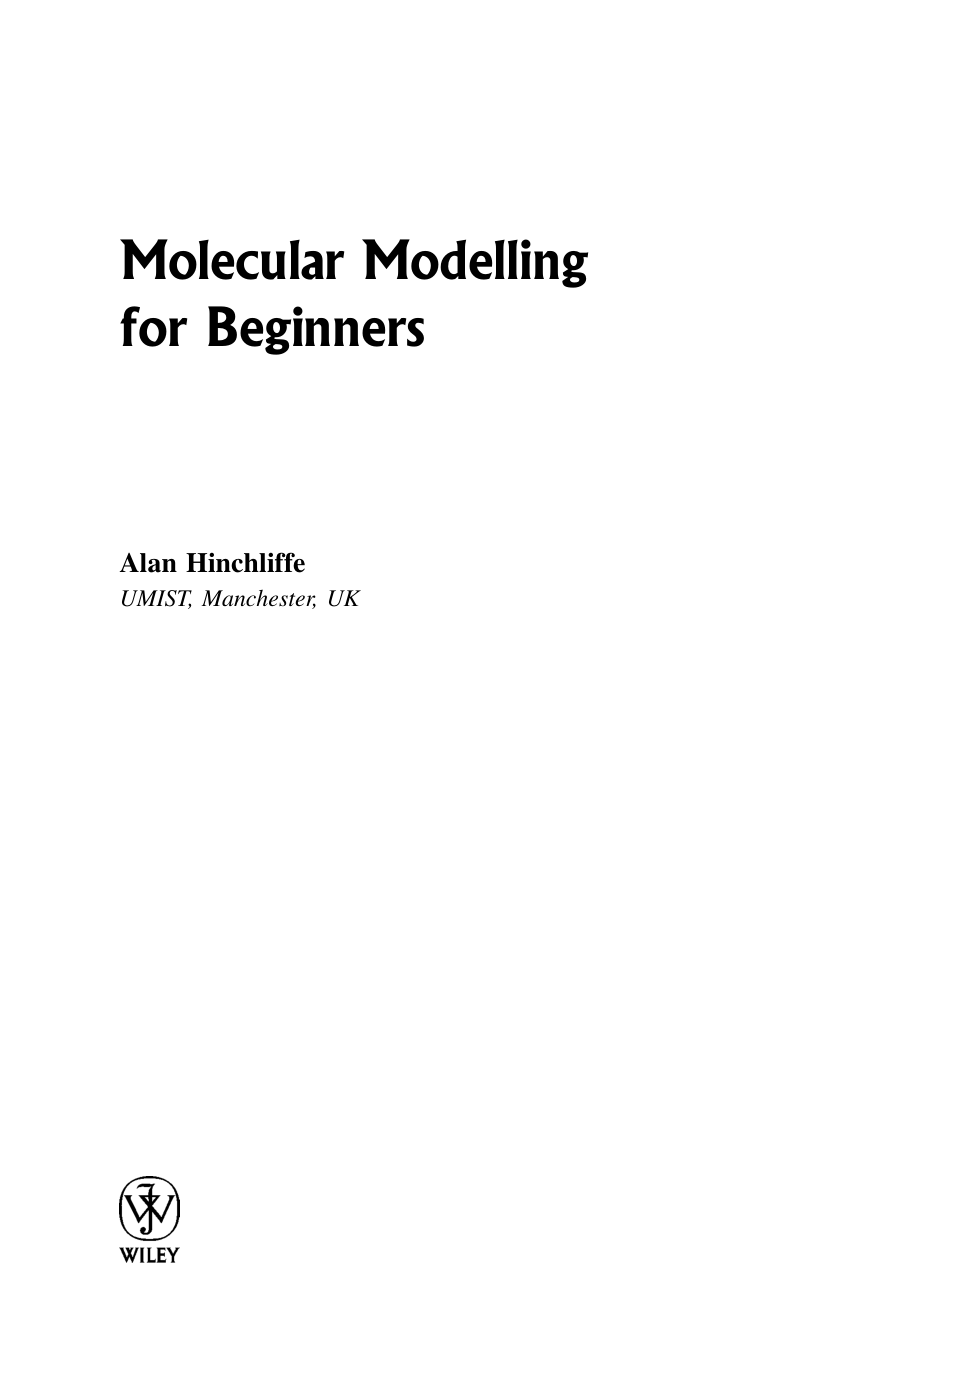 Molecular Modelling
for Beginners
Alan Hinchliffe
UMIST, Manchester, UK
WILEY